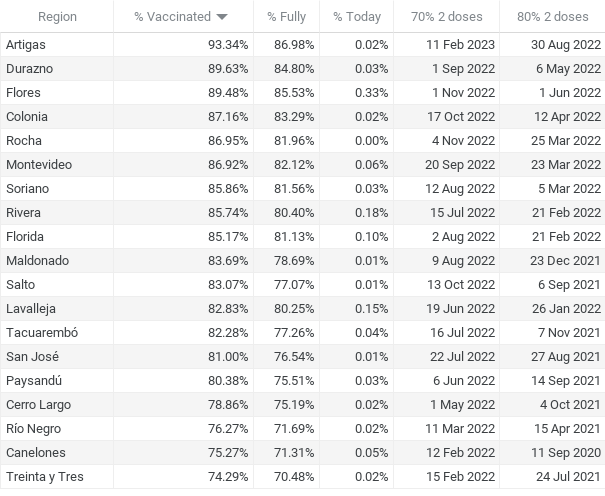 Region % Vaccinated % Fully % Today 70% 2 doses 80% 2 doses
Artigas 93.34% 86.98% 0.02% 11 Feb 2023 30 Aug 2022
Durazno 89.63% 84.80% 0.03% 1 Sep 2022 6 May 2022
Flores 89.48% 85.53% 0.33% 1 Nov 2022 1 Jun 2022
Colonia 87.16% 83.29% 0.02% 17 Oct 2022 12 Apr 2022
Rocha 86.95% 81.96% 0.00% 4 Nov 2022 25 Mar 2022
Montevideo 86.92% 82.12% 0.06% 20 Sep 2022 23 Mar 2022
Soriano 85.86% 81.56% 0.03% 12 Aug 2022 5 Mar 2022
Rivera 85.74% 80.40% 0.18% 15 Jul 2022 21 Feb 2022
Florida 85.17% 81.13% 0.10% 2 Aug 2022 21 Feb 2022
Maldonado 83.69% 78.69% 0.01% 9 Aug 2022 23 Dec 2021
Salto 83.07% 77.07% 0.01% 13 Oct 2022 6 Sep 2021
Lavalleja 82.83% 80.25% 0.15% 19 Jun 2022 26 Jan 2022
Tacuarembó 82.28% 77.26% 0.04% 16 Jul 2022 7 Nov 2021
San José 81.00% 76.54% 0.01% 22 Jul 2022 27 Aug 2021
Paysandú 80.38% 75.51% 0.03% 6 Jun 2022 14 Sep 2021
Cerro Largo 78.86% 75.19% 0.02% 1 May 2022 4 Oct 2021
Río Negro 76.27% 71.69% 0.02% 11 Mar 2022 15 Apr 2021
Canelones 75.27% 71.31% 0.05% 12 Feb 2022 11 Sep 2020
Treinta y Tres 74.29% 70.48% 0.02% 15 Feb 2022 24 Jul 2021